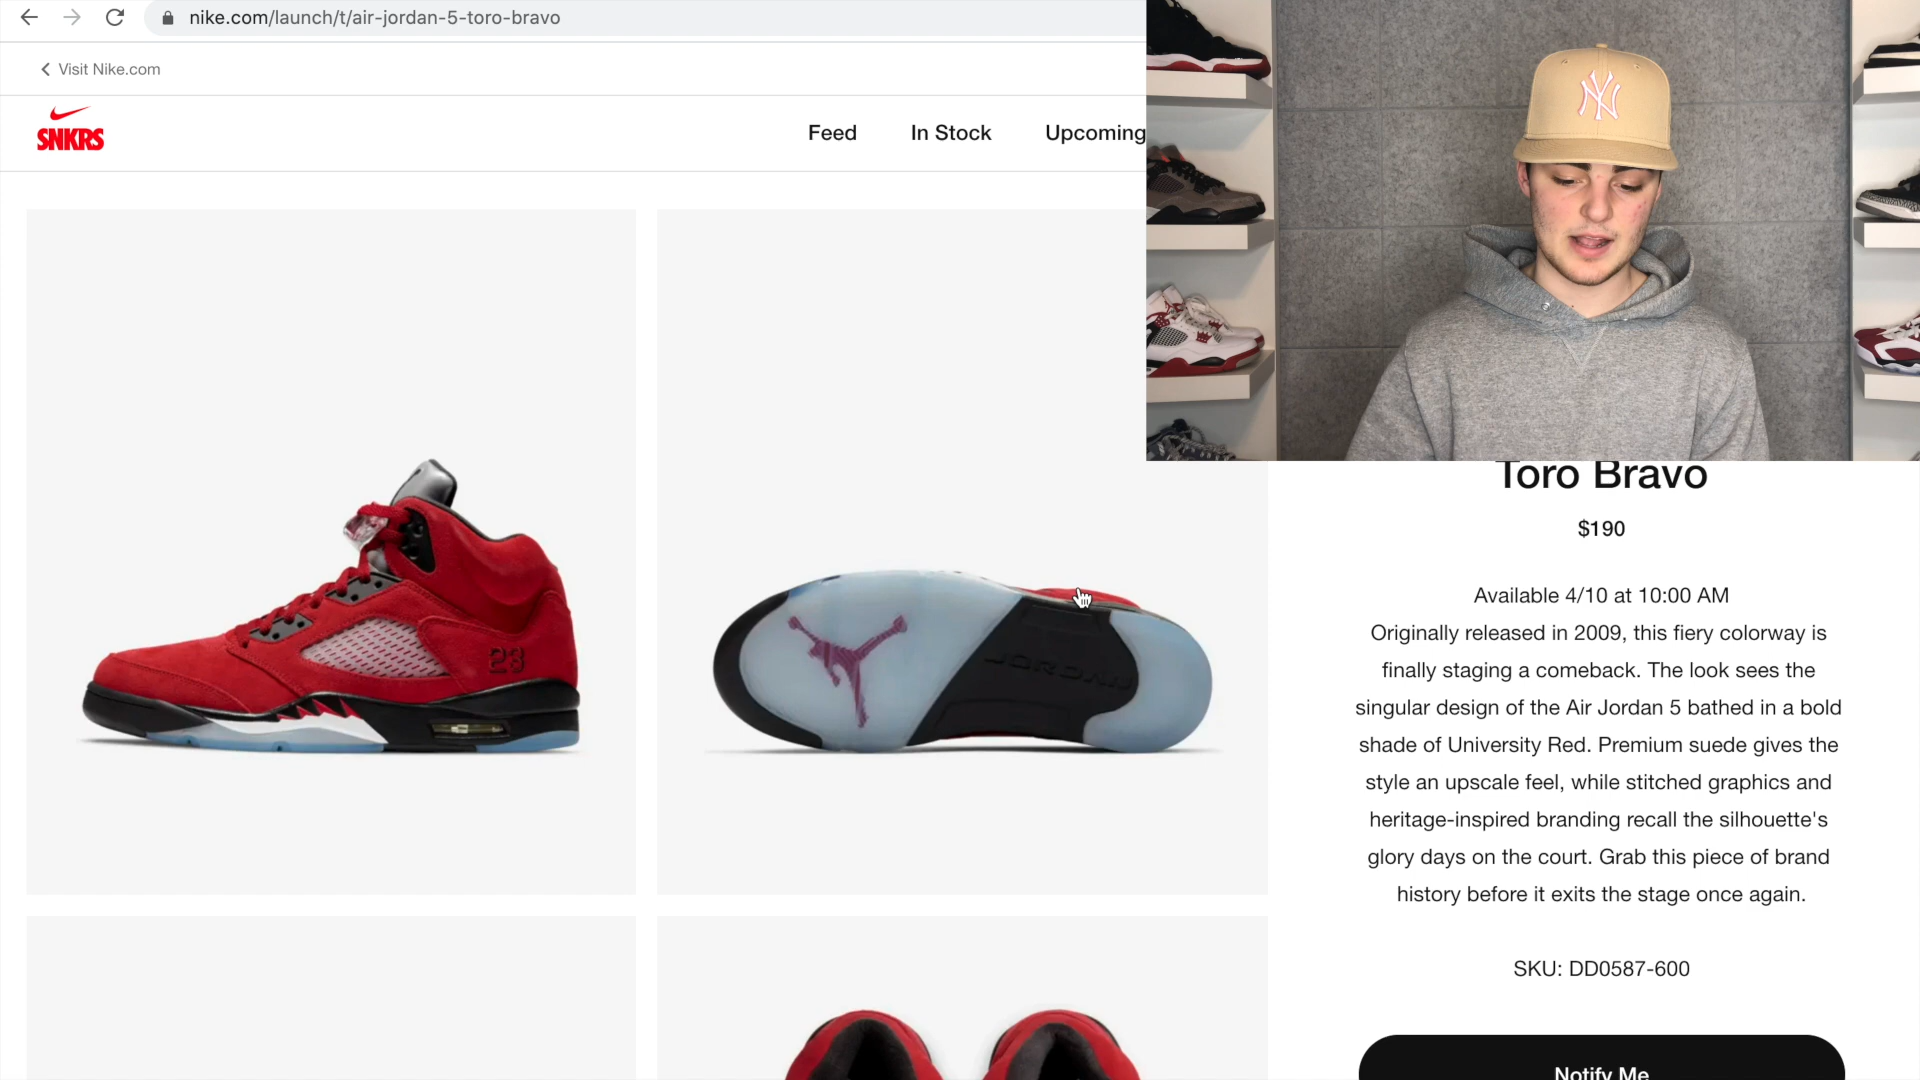 nike.com/launch/t/air-jordan-5-toro-bravo
Visit Nike.com
SNKRS
Feed
In Stock
Upcoming
NY
23
JORDAN
Toro Bravo
$190
Available 4/10 at 10:00 AM
Originally released in 2009, this fiery colorway is
finally staging a comeback. The look sees the
singular design of the Air Jordan 5 bathed in a bold
shade of University Red. Premium suede gives the
style an upscale feel, while stitched graphics and
heritage-inspired branding recall the silhouette's
glory days on the court. Grab this piece of brand
history before it exits the stage once again.
SKU: DD0587-600
Notify Me